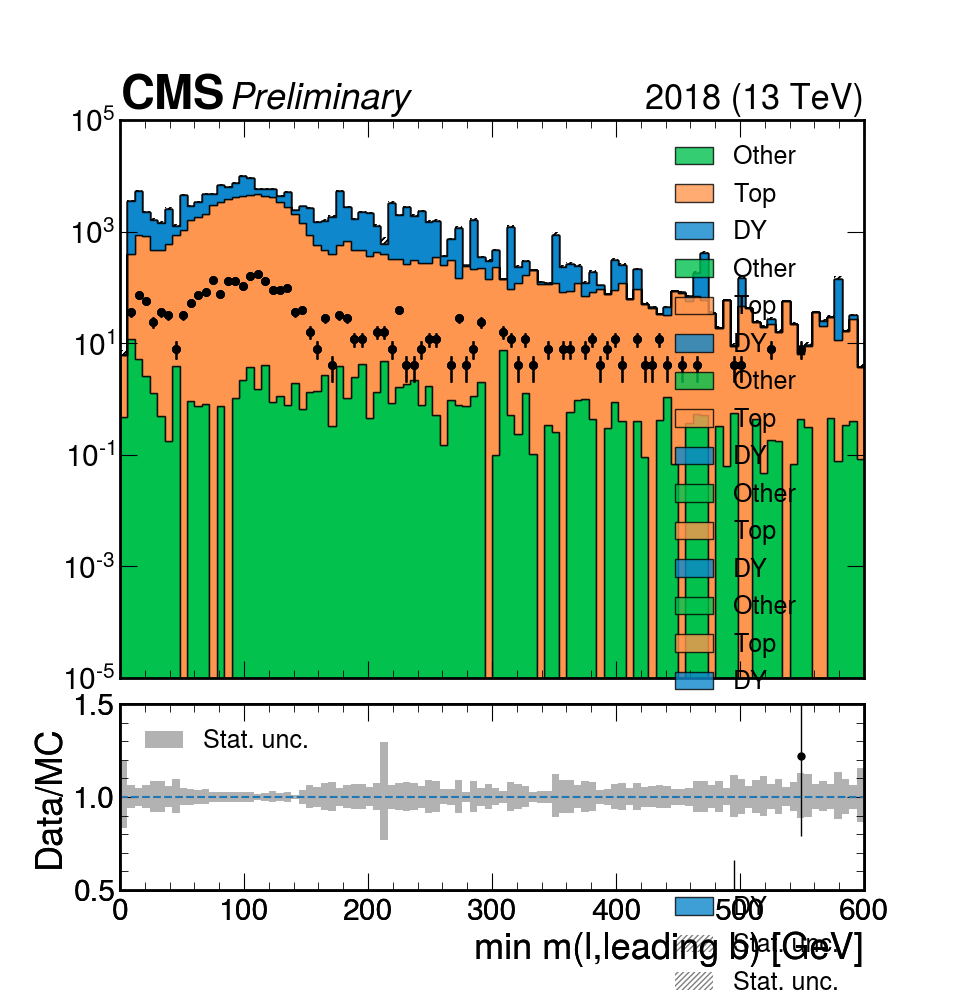 CMS Preliminary 2018 (13 TeV)
10^5
10^3
10^1
10^-1
10^-3
10^-5
Other
Top
DY
Other
Top
DY
Other
Top
DY
Other
Top
DY
Other
Top
DY
1.5
1.0
0.5
Data/MC
Stat. unc.
0 100 200 300 400 500 600
DY
min m(l,leading b) [GeV]
Stat. unc.
Stat. unc.